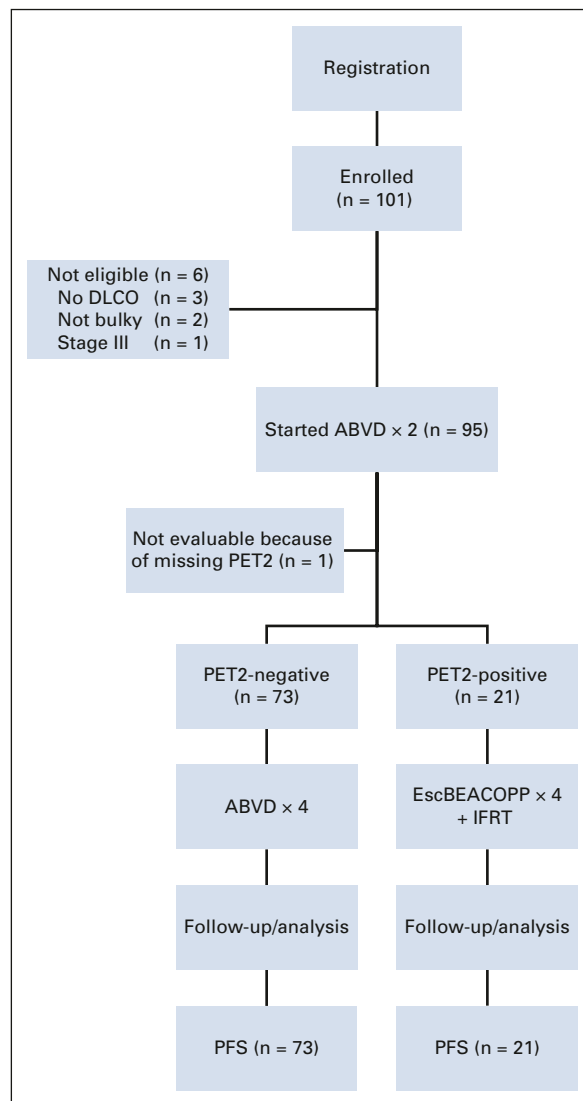 Registration
Enrolled
(n = 101)
Not eligible (n = 6)
No DLCO (n = 3)
Not bulky (n = 2)
Stage III (n = 1)
Started ABVD × 2 (n = 95)
Not evaluable because
of missing PET2 (n = 1)
PET2-negative
(n = 73)
PET2-positive
(n = 21)
ABVD × 4
EscBEACOPP × 4
+ IFRT
Follow-up/analysis
Follow-up/analysis
PFS (n = 73)
PFS (n = 21)